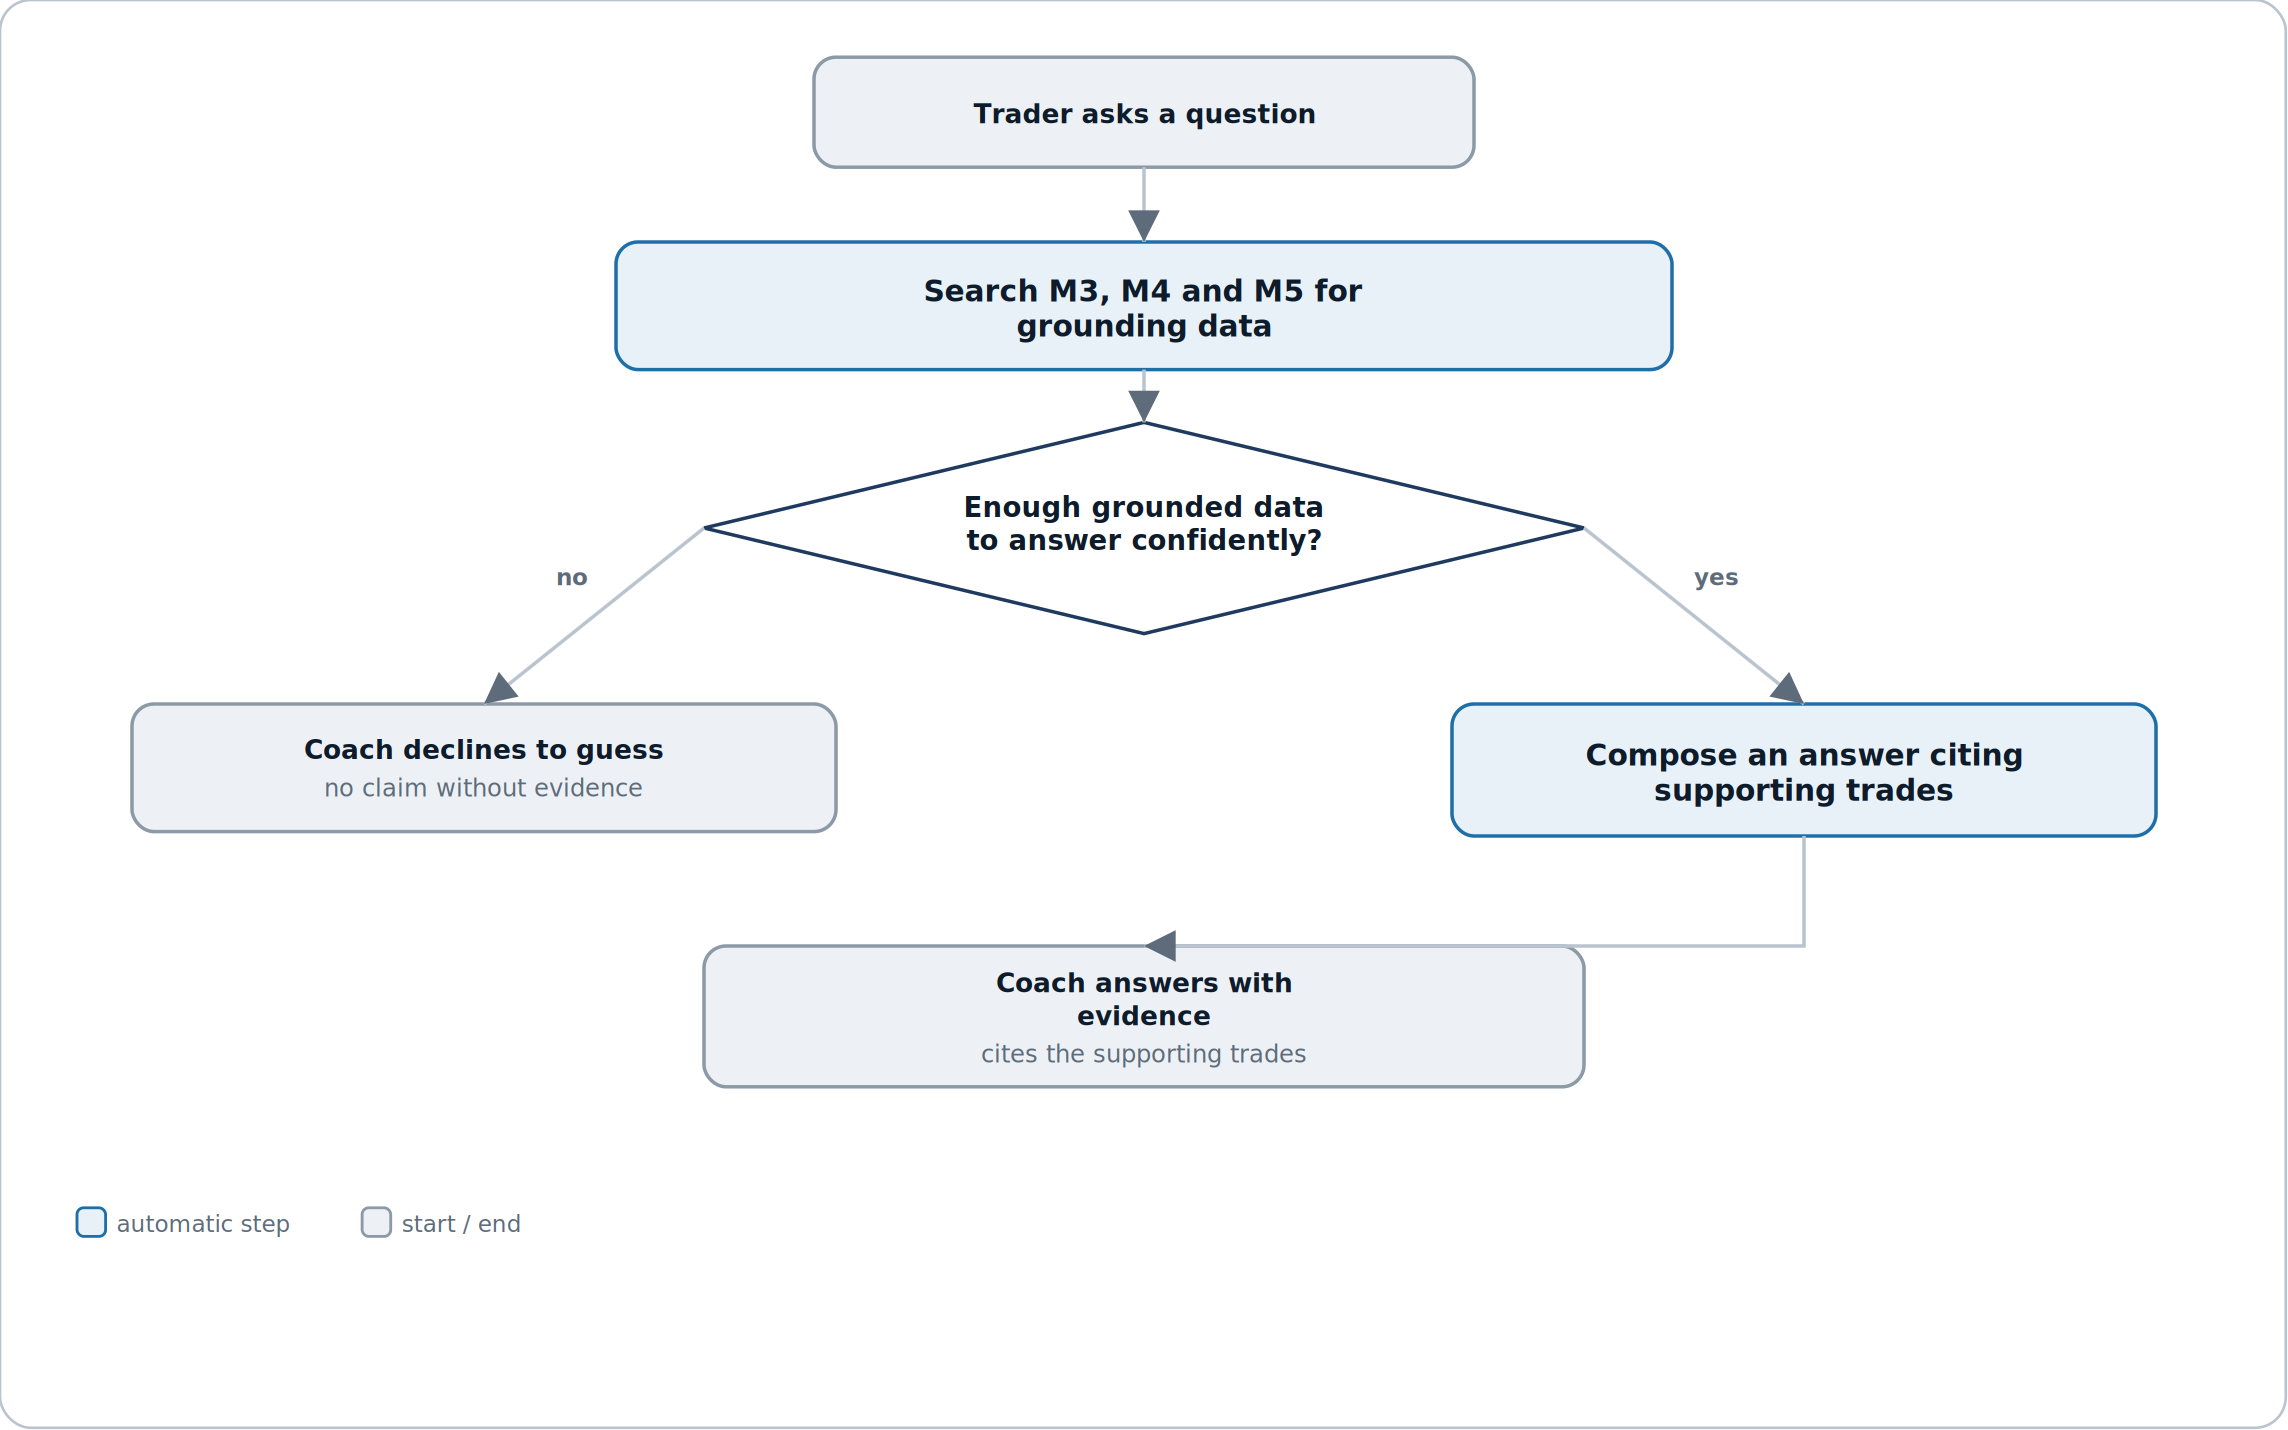 Trader asks a question
Search M3, M4 and M5 for
grounding data
Enough grounded data
to answer confidently?
no
yes
Coach declines to guess
no claim without evidence
Compose an answer citing
supporting trades
Coach answers with
evidence
cites the supporting trades
automatic step
start / end